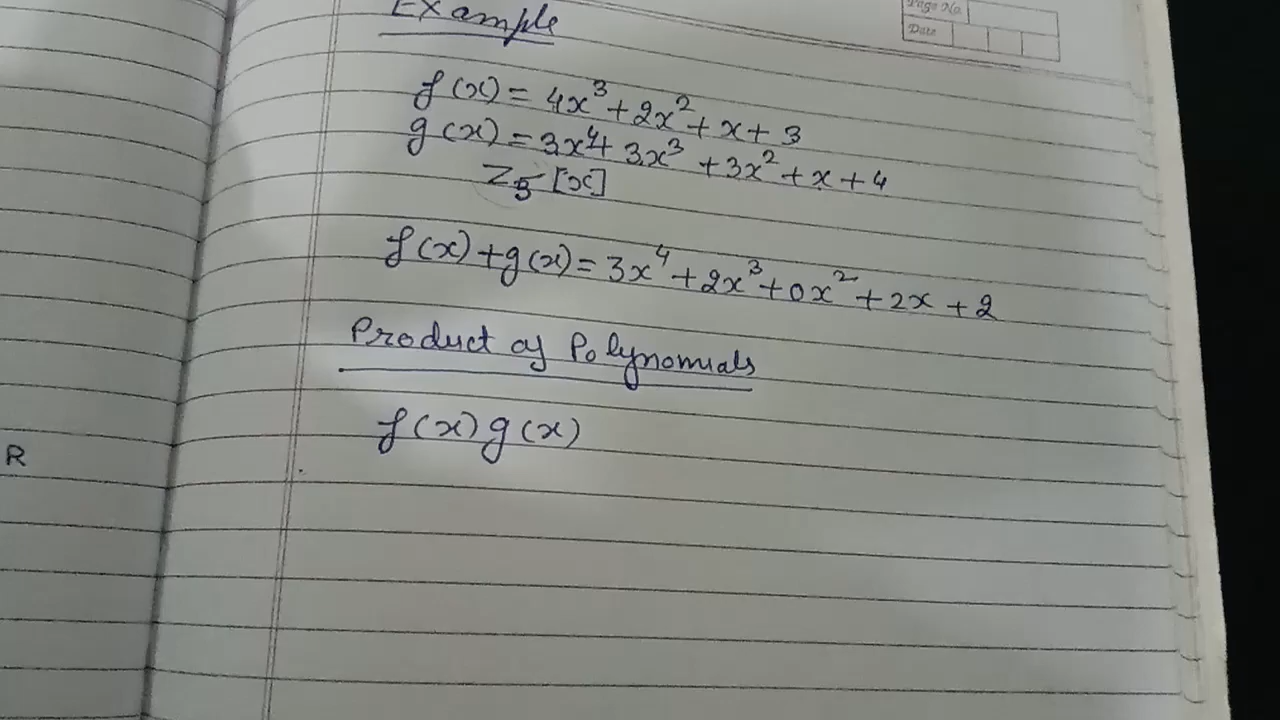 Page No.
Date
Example
f(x) = 4x³ + 2x² + x + 3
g(x) = 3x⁴ + 3x³ + 3x² + x + 4
Z₅[x]
f(x) + g(x) = 3x⁴ + 2x³ + 0x² + 2x + 2
Product of Polynomials
f(x) g(x)
R